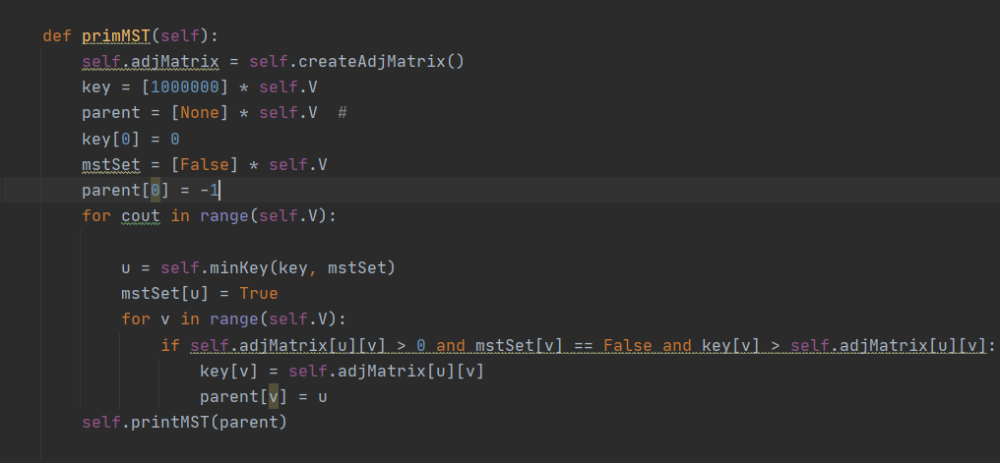 def primMST(self):
self.adjMatrix = self.createAdjMatrix()
key = [1000000] * self.V
parent = [None] * self.V  #
key[0] = 0
mstSet = [False] * self.V
parent[0] = -1
for cout in range(self.V):
u = self.minKey(key, mstSet)
mstSet[u] = True
for v in range(self.V):
if self.adjMatrix[u][v] > 0 and mstSet[v] == False and key[v] > self.adjMatrix[u][v]:
key[v] = self.adjMatrix[u][v]
parent[v] = u
self.printMST(parent)